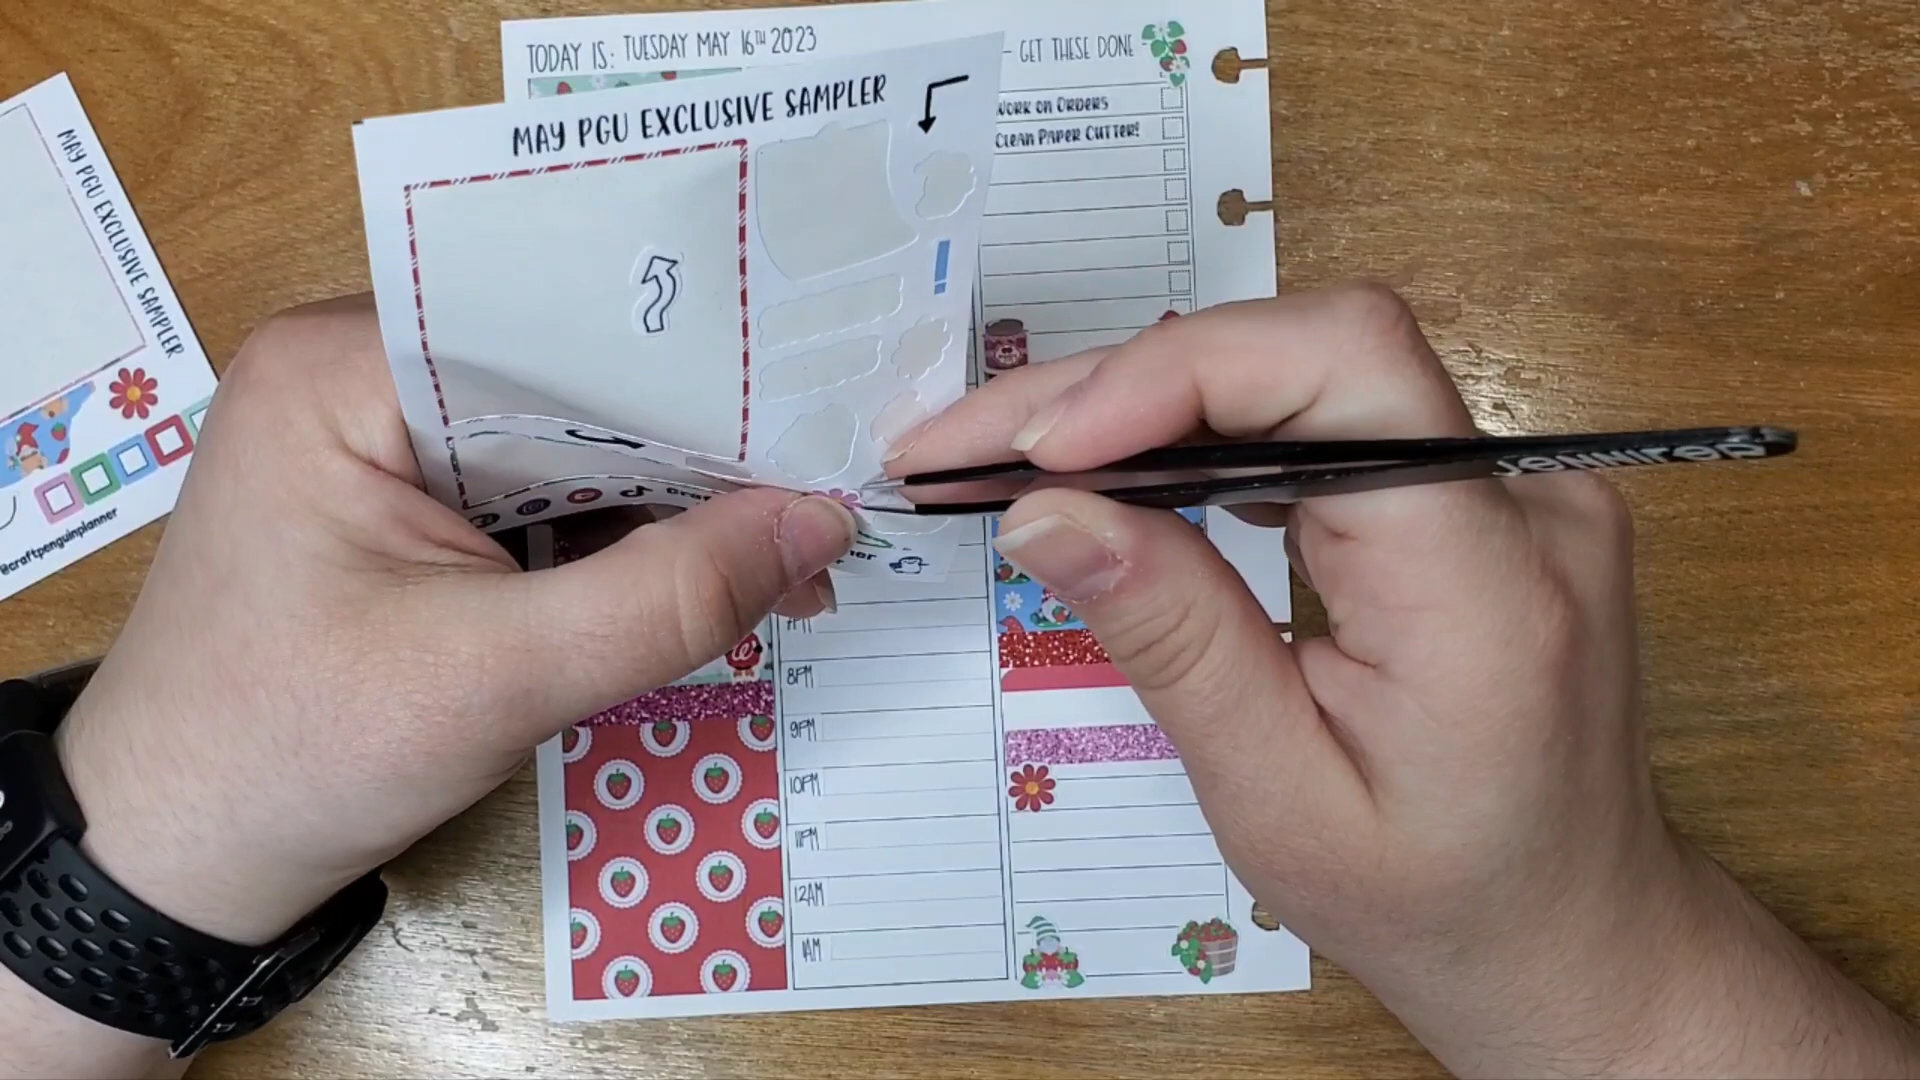 TODAY IS: TUESDAY MAY 16TH 2023
GET THESE DONE
MAY PGU EXCLUSIVE SAMPLER
WORK ON ORDERS
CLEAN PAPER CUTTER!
MAY PGU EXCLUSIVE SAMPLER
@craftpenguinplanner
8PM
9PM
10PM
11PM
12AM
1AM